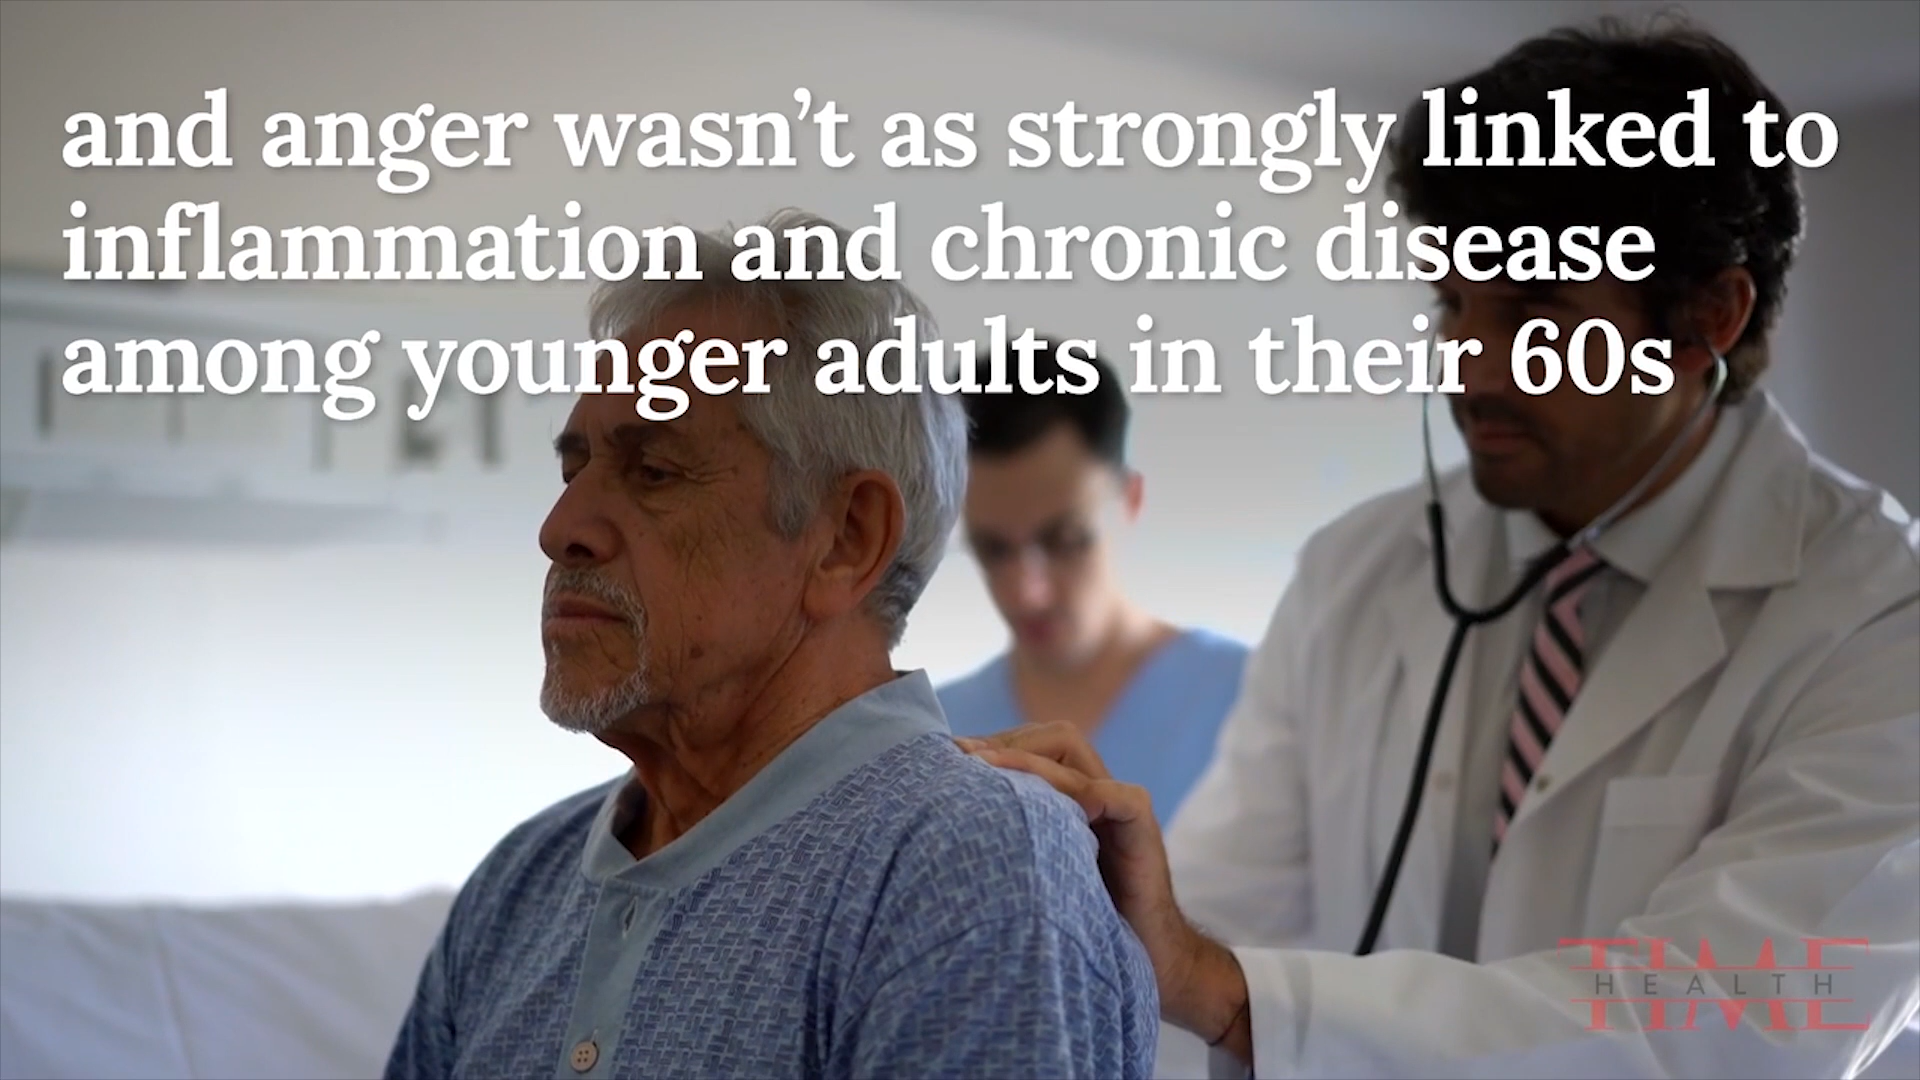 and anger wasn’t as strongly linked to
inflammation and chronic disease
among younger adults in their 60s
TIME
HEALTH